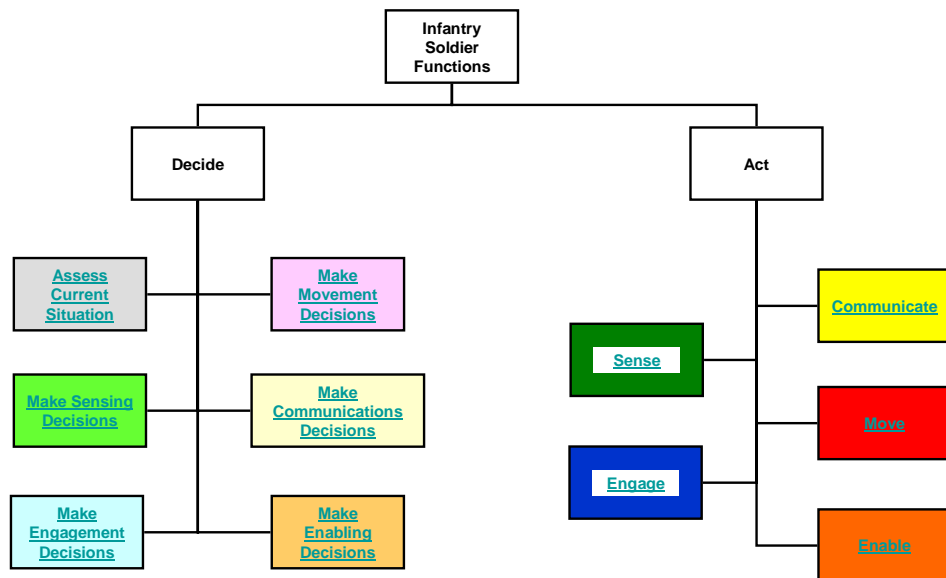 Infantry
Soldier
Functions
Decide
Act
Assess
Current
Situation
Make
Movement
Decisions
Communicate
Sense
Make Sensing
Decisions
Make
Communications
Decisions
Move
Engage
Make
Engagement
Decisions
Make
Enabling
Decisions
Enable